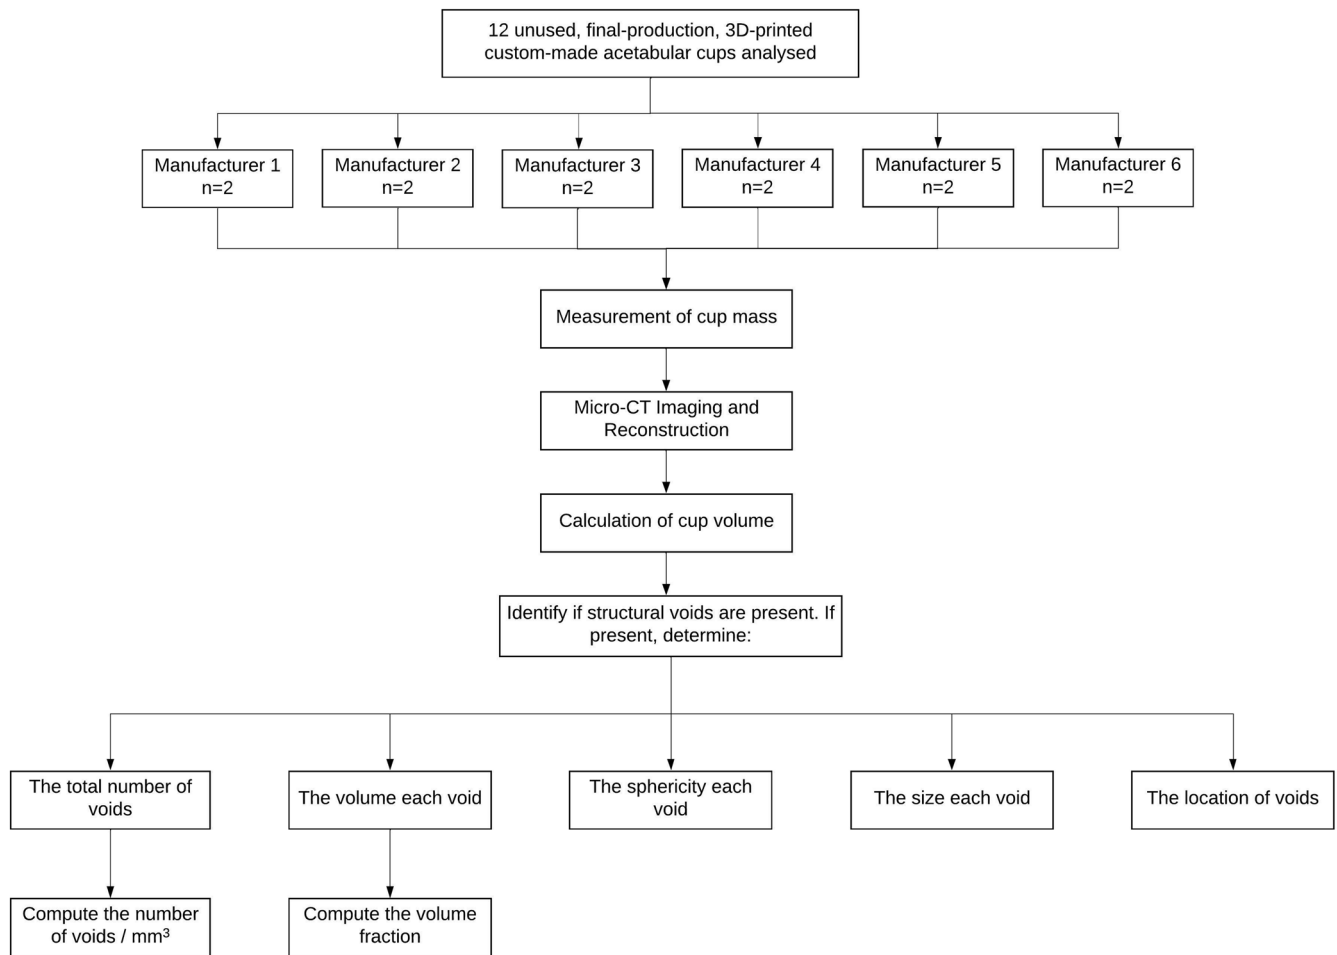 12 unused, final-production, 3D-printed
custom-made acetabular cups analysed
Manufacturer 1
n=2
Manufacturer 2
n=2
Manufacturer 3
n=2
Manufacturer 4
n=2
Manufacturer 5
n=2
Manufacturer 6
n=2
Measurement of cup mass
Micro-CT Imaging and
Reconstruction
Calculation of cup volume
Identify if structural voids are present. If
present, determine:
The total number of
voids
The volume each void
The sphericity each
void
The size each void
The location of voids
Compute the number
of voids / mm³
Compute the volume
fraction